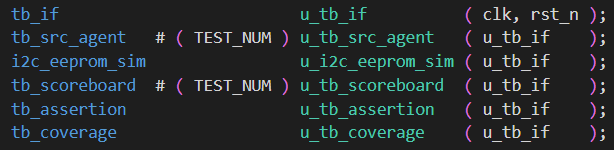 tb_if                       u_tb_if          ( clk, rst_n );
tb_src_agent   # ( TEST_NUM ) u_tb_src_agent   ( u_tb_if    );
i2c_eeprom_sim              u_i2c_eeprom_sim ( u_tb_if    );
tb_scoreboard  # ( TEST_NUM ) u_tb_scoreboard  ( u_tb_if    );
tb_assertion                u_tb_assertion   ( u_tb_if    );
tb_coverage                 u_tb_coverage    ( u_tb_if    );